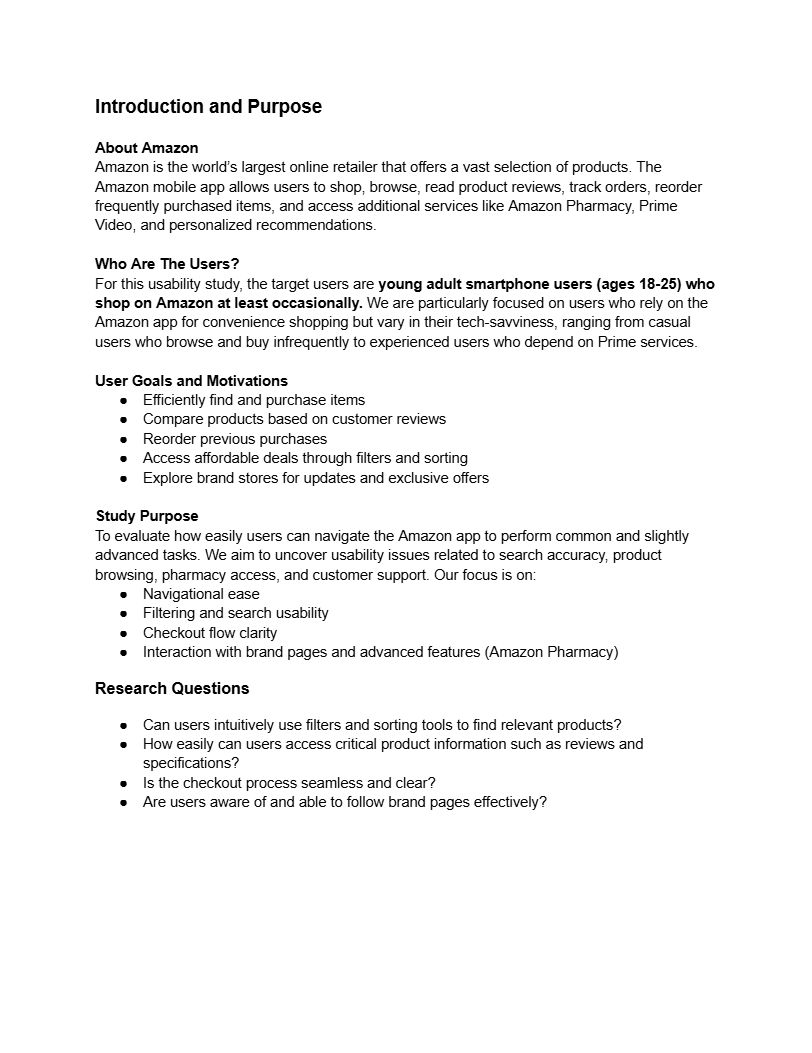 Introduction and Purpose
About Amazon
Amazon is the world’s largest online retailer that offers a vast selection of products. The
Amazon mobile app allows users to shop, browse, read product reviews, track orders, reorder
frequently purchased items, and access additional services like Amazon Pharmacy, Prime
Video, and personalized recommendations.
Who Are The Users?
For this usability study, the target users are young adult smartphone users (ages 18-25) who
shop on Amazon at least occasionally. We are particularly focused on users who rely on the
Amazon app for convenience shopping but vary in their tech-savviness, ranging from casual
users who browse and buy infrequently to experienced users who depend on Prime services.
User Goals and Motivations
● Efficiently find and purchase items
● Compare products based on customer reviews
● Reorder previous purchases
● Access affordable deals through filters and sorting
● Explore brand stores for updates and exclusive offers
Study Purpose
To evaluate how easily users can navigate the Amazon app to perform common and slightly
advanced tasks. We aim to uncover usability issues related to search accuracy, product
browsing, pharmacy access, and customer support. Our focus is on:
● Navigational ease
● Filtering and search usability
● Checkout flow clarity
● Interaction with brand pages and advanced features (Amazon Pharmacy)
Research Questions
● Can users intuitively use filters and sorting tools to find relevant products?
● How easily can users access critical product information such as reviews and
specifications?
● Is the checkout process seamless and clear?
● Are users aware of and able to follow brand pages effectively?